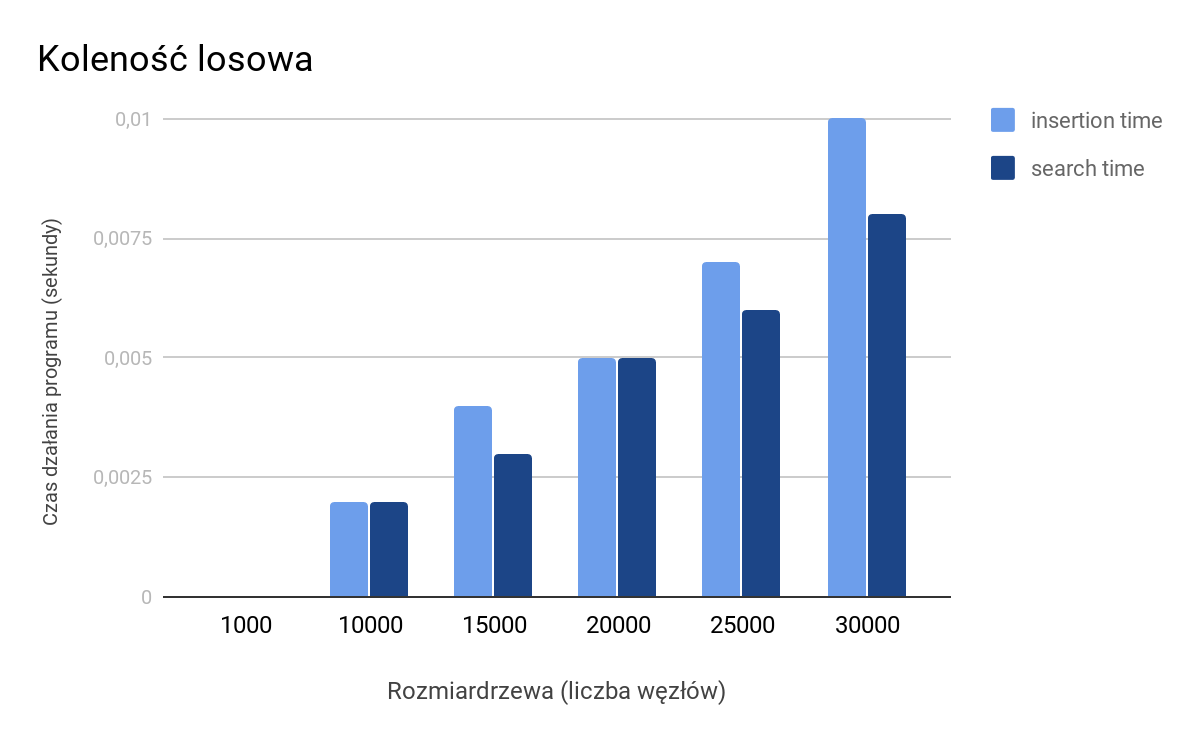 Koleność losowa
0,01
0,0075
0,005
0,0025
0
Czas dzałania programu (sekundy)
1000 10000 15000 20000 25000 30000
Rozmiardrzewa (liczba węzłów)
insertion time
search time